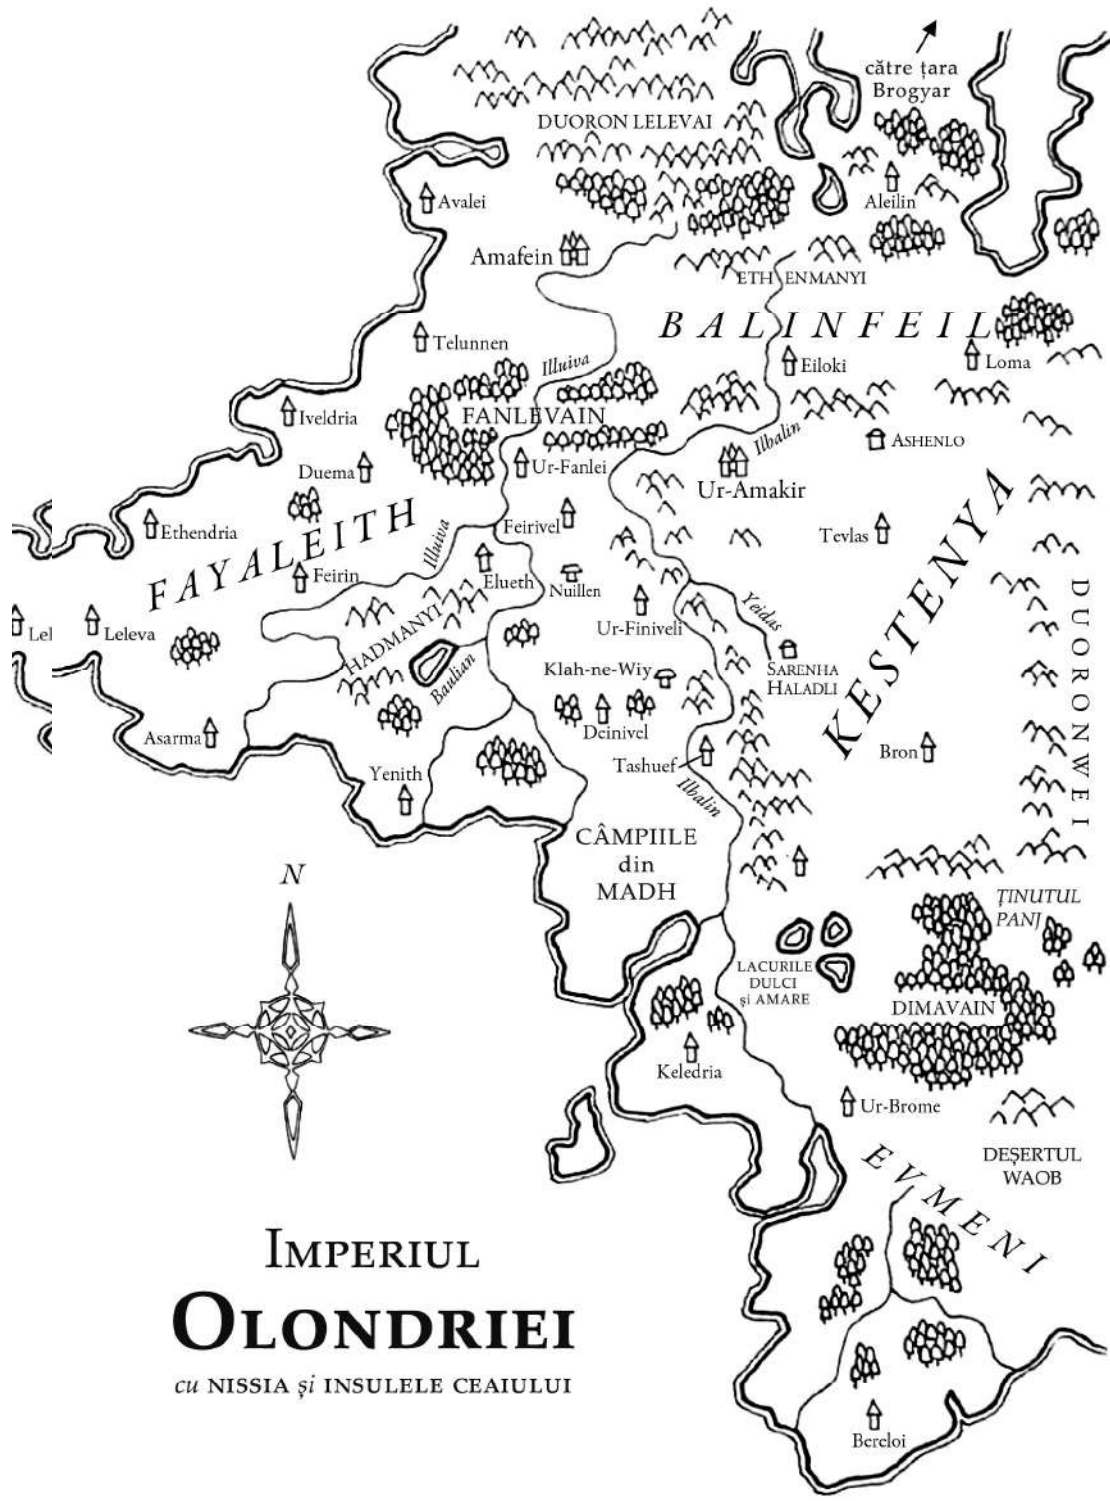 către țara
Brogyar
DUORON LELEVAI
Avalei
Aleilin
Amafein
ETHENMANYI
BALINFEIL
Telunnen
Illuiva
Eiloki
Loma
Iveldria
FANLEVAIN
Ilbalin
ASHENLO
Duema
Ur-Fanlei
Ur-Amakir
Ethendria
FAYALEITH
Illuiva
Feirivel
Tevlas
KESTENYA
DUORONWEI
Feirin
Elueth
Nuillen
Yeidas
Lel
Leleva
HADMANYI
Ur-Finiveli
Baulian
Klah-ne-Wiy
SARENHA
HALADLI
Asarma
Deinivel
Tashuef
Bron
Yenith
Ilbalin
CÂMPIILE
din
MADH
N
ȚINUTUL
PANJ
LACURILE
DULCI
și AMARE
DIMAVAIN
Keledria
Ur-Brome
EVMENI
DEȘERTUL
WAOB
IMPERIUL
OLONDRIEI
cu NISSIA și INSULELE CEAIULUI
Bereloi